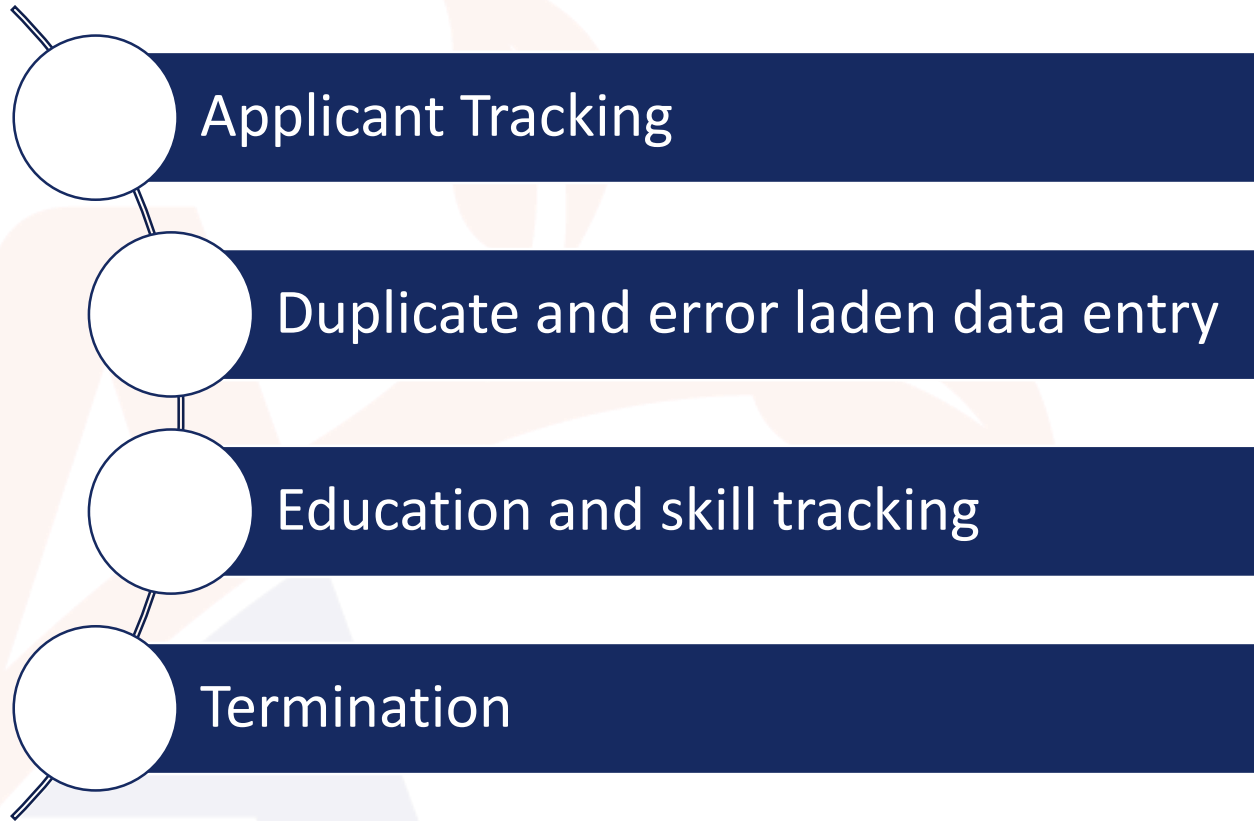 Applicant Tracking
Duplicate and error laden data entry
Education and skill tracking
Termination